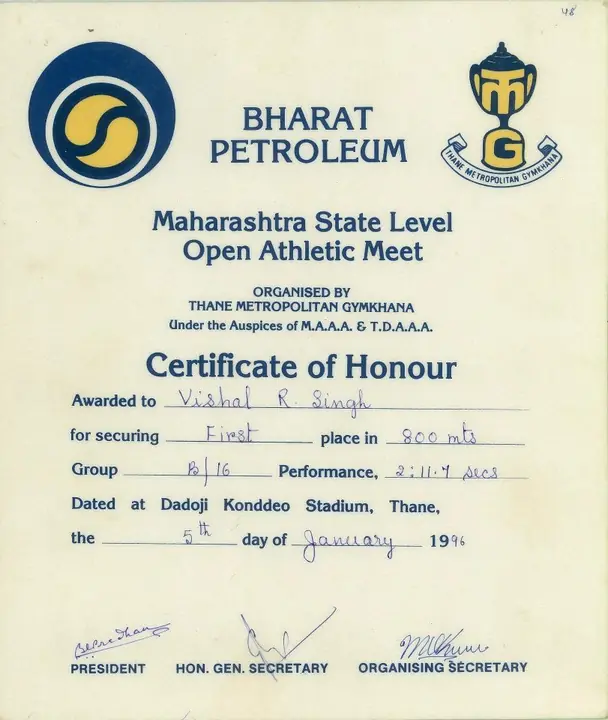 48
BHARAT
PETROLEUM
MG
THANE METROPOLITAN GYMKHANA
Maharashtra State Level
Open Athletic Meet
ORGANISED BY
THANE METROPOLITAN GYMKHANA
Under the Auspices of M.A.A.A. & T.D.A.A.A.
Certificate of Honour
Awarded to Vishal R. Singh
for securing First place in 800 mts
Group B/16 Performance, 2:11.7 secs
Dated at Dadoji Konddeo Stadium, Thane,
the 5th day of January 1996
PRESIDENT HON. GEN. SECRETARY ORGANISING SECRETARY